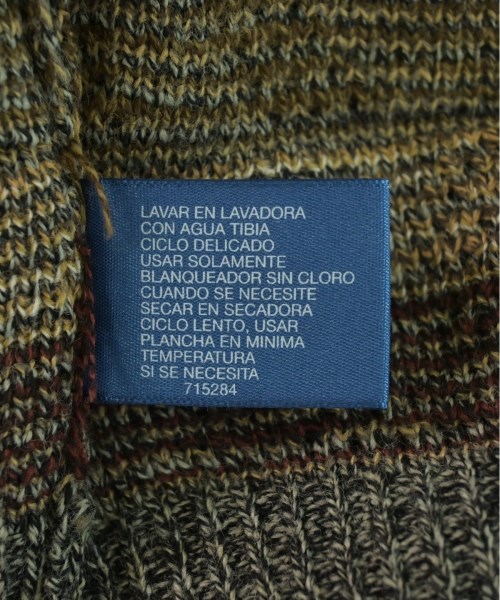 LAVAR EN LAVADORA
CON AGUA TIBIA
CICLO DELICADO
USAR SOLAMENTE
BLANQUEADOR SIN CLORO
CUANDO SE NECESITE
SECAR EN SECADORA
CICLO LENTO, USAR
PLANCHA EN MINIMA
TEMPERATURA
SI SE NECESITA
715284